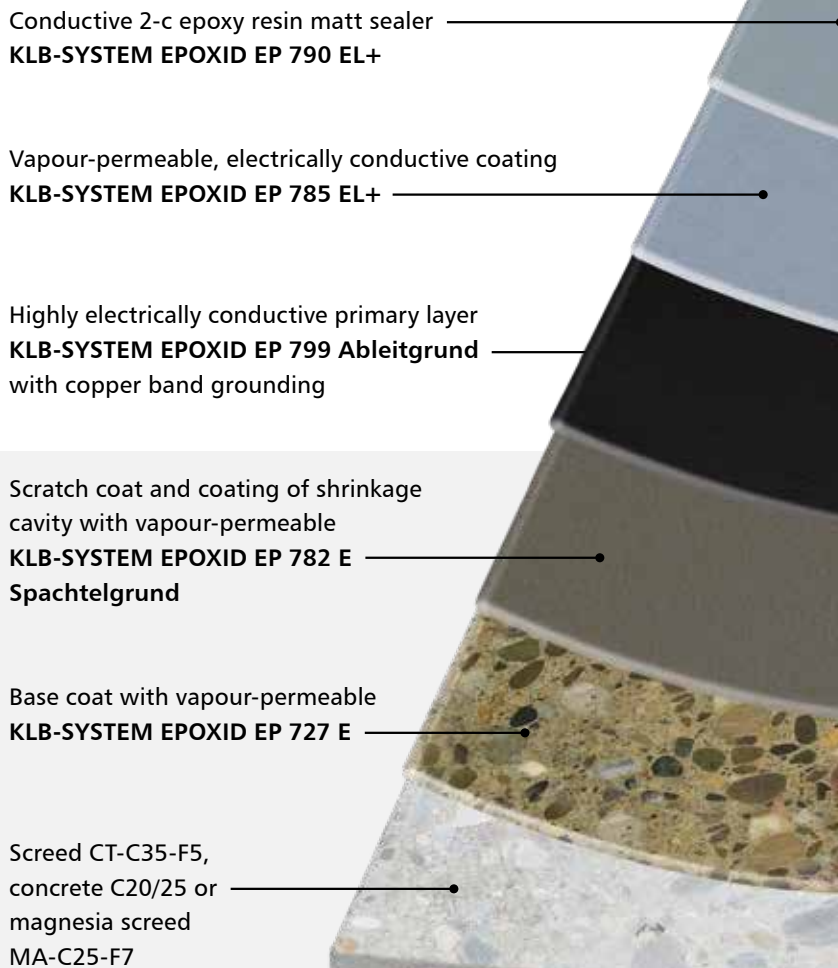 Conductive 2-c epoxy resin matt sealer
KLB-SYSTEM EPOXID EP 790 EL+
Vapour-permeable, electrically conductive coating
KLB-SYSTEM EPOXID EP 785 EL+
Highly electrically conductive primary layer
KLB-SYSTEM EPOXID EP 799 Ableitgrund
with copper band grounding
Scratch coat and coating of shrinkage
cavity with vapour-permeable
KLB-SYSTEM EPOXID EP 782 E
Spachtelgrund
Base coat with vapour-permeable
KLB-SYSTEM EPOXID EP 727 E
Screed CT-C35-F5,
concrete C20/25 or
magnesia screed
MA-C25-F7